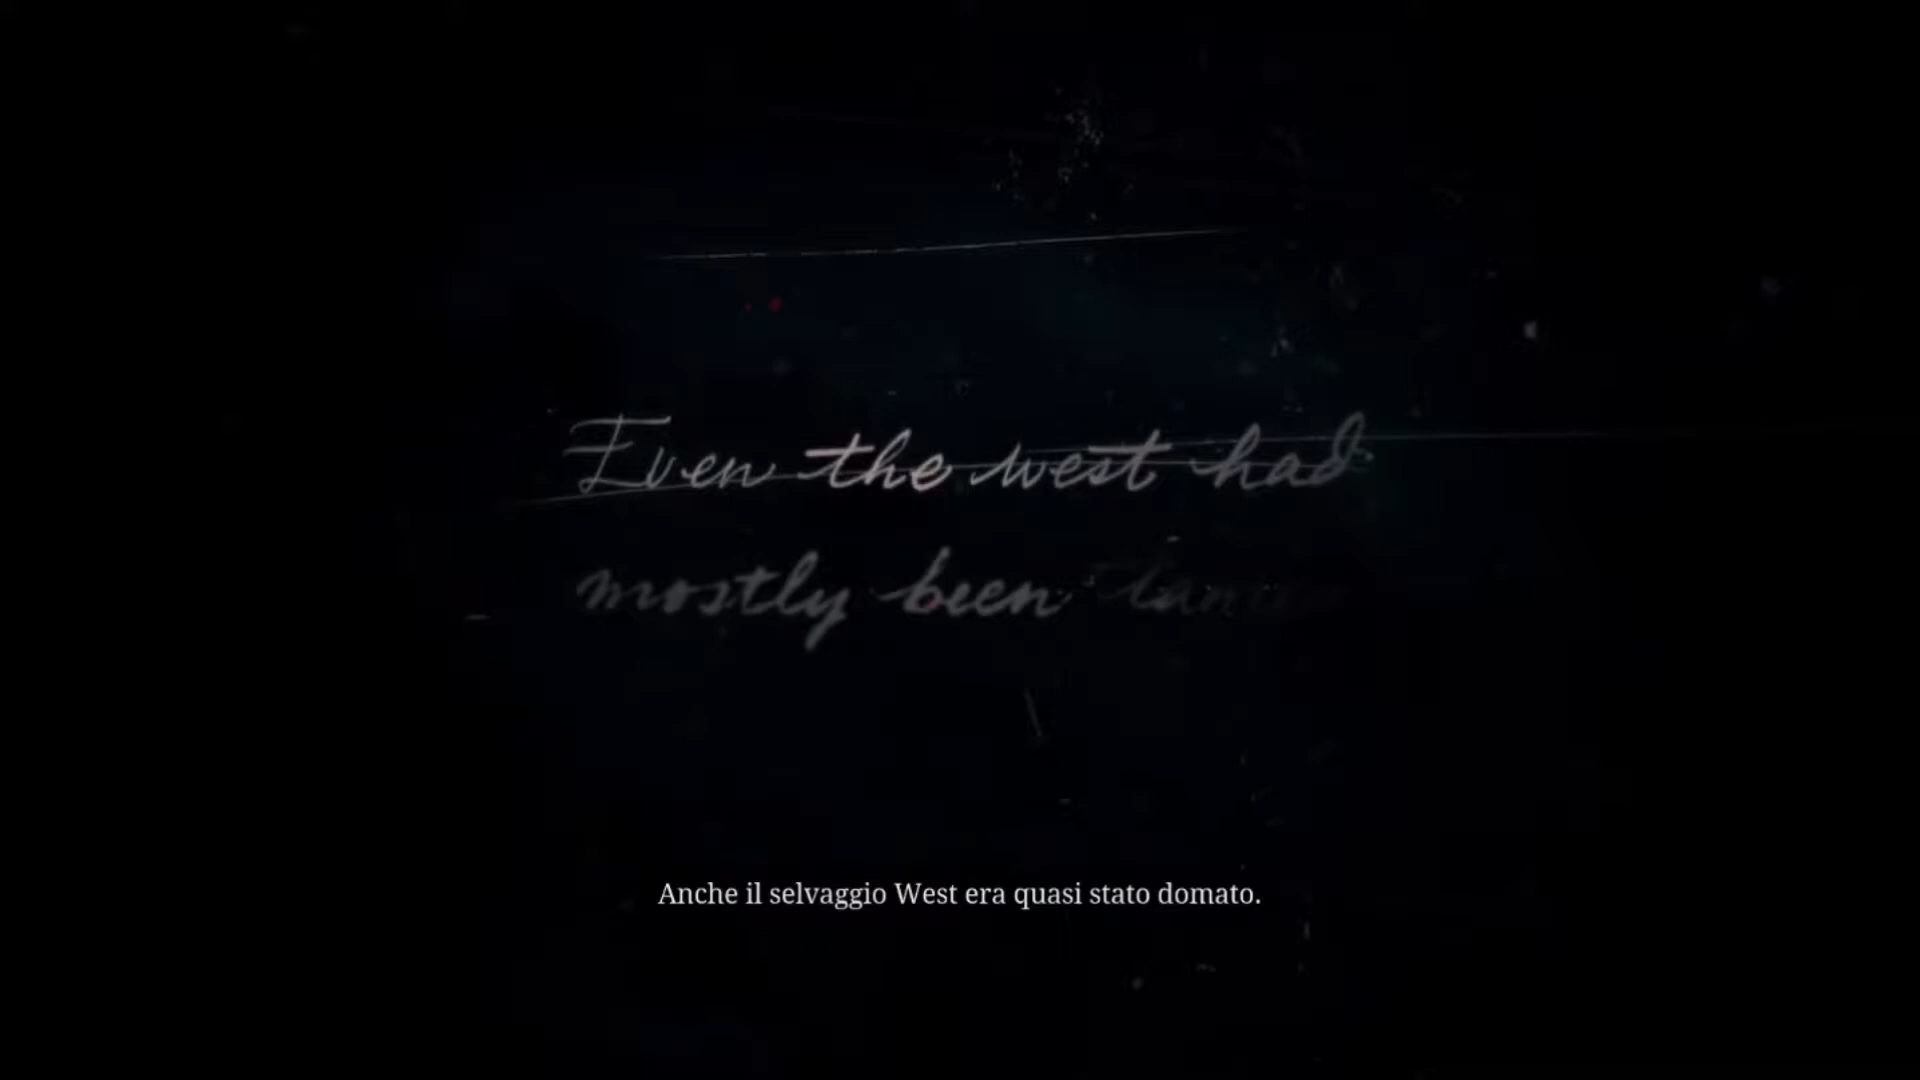 Even the west had
mostly been
Anche il selvaggio West era quasi stato domato.